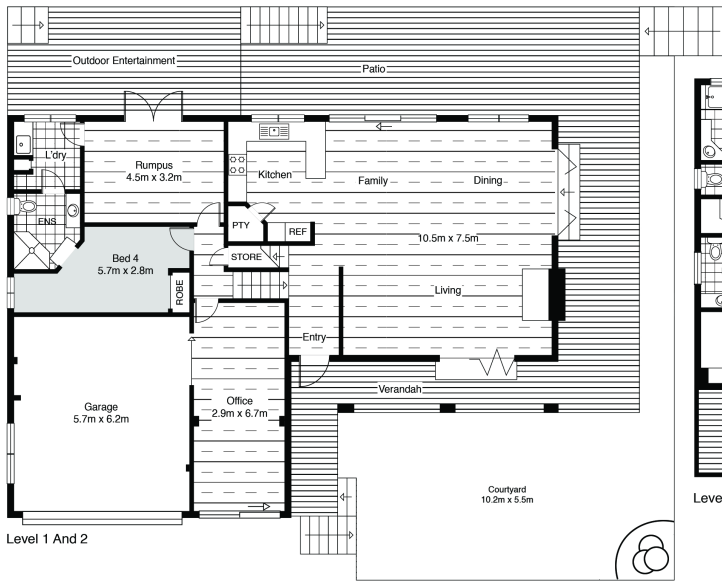 Outdoor Entertainment
Patio
L'dry
Rumpus
4.5m x 3.2m
Kitchen
Family
Dining
ENS
PTY
REF
10.5m x 7.5m
Bed 4
5.7m x 2.8m
STORE
ROBE
Living
Entry
Verandah
Garage
5.7m x 6.2m
Office
2.9m x 6.7m
Courtyard
10.2m x 5.5m
Level 1 And 2
Leve